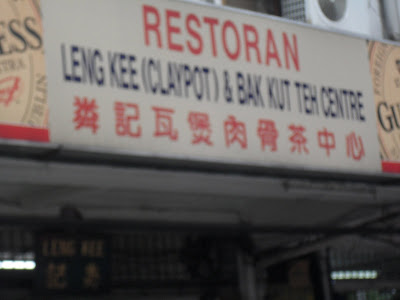 RESTORAN
LENG KEE (CLAYPOT) & BAK KUT TEH CENTRE
粦記瓦煲肉骨茶中心
LENG KEE